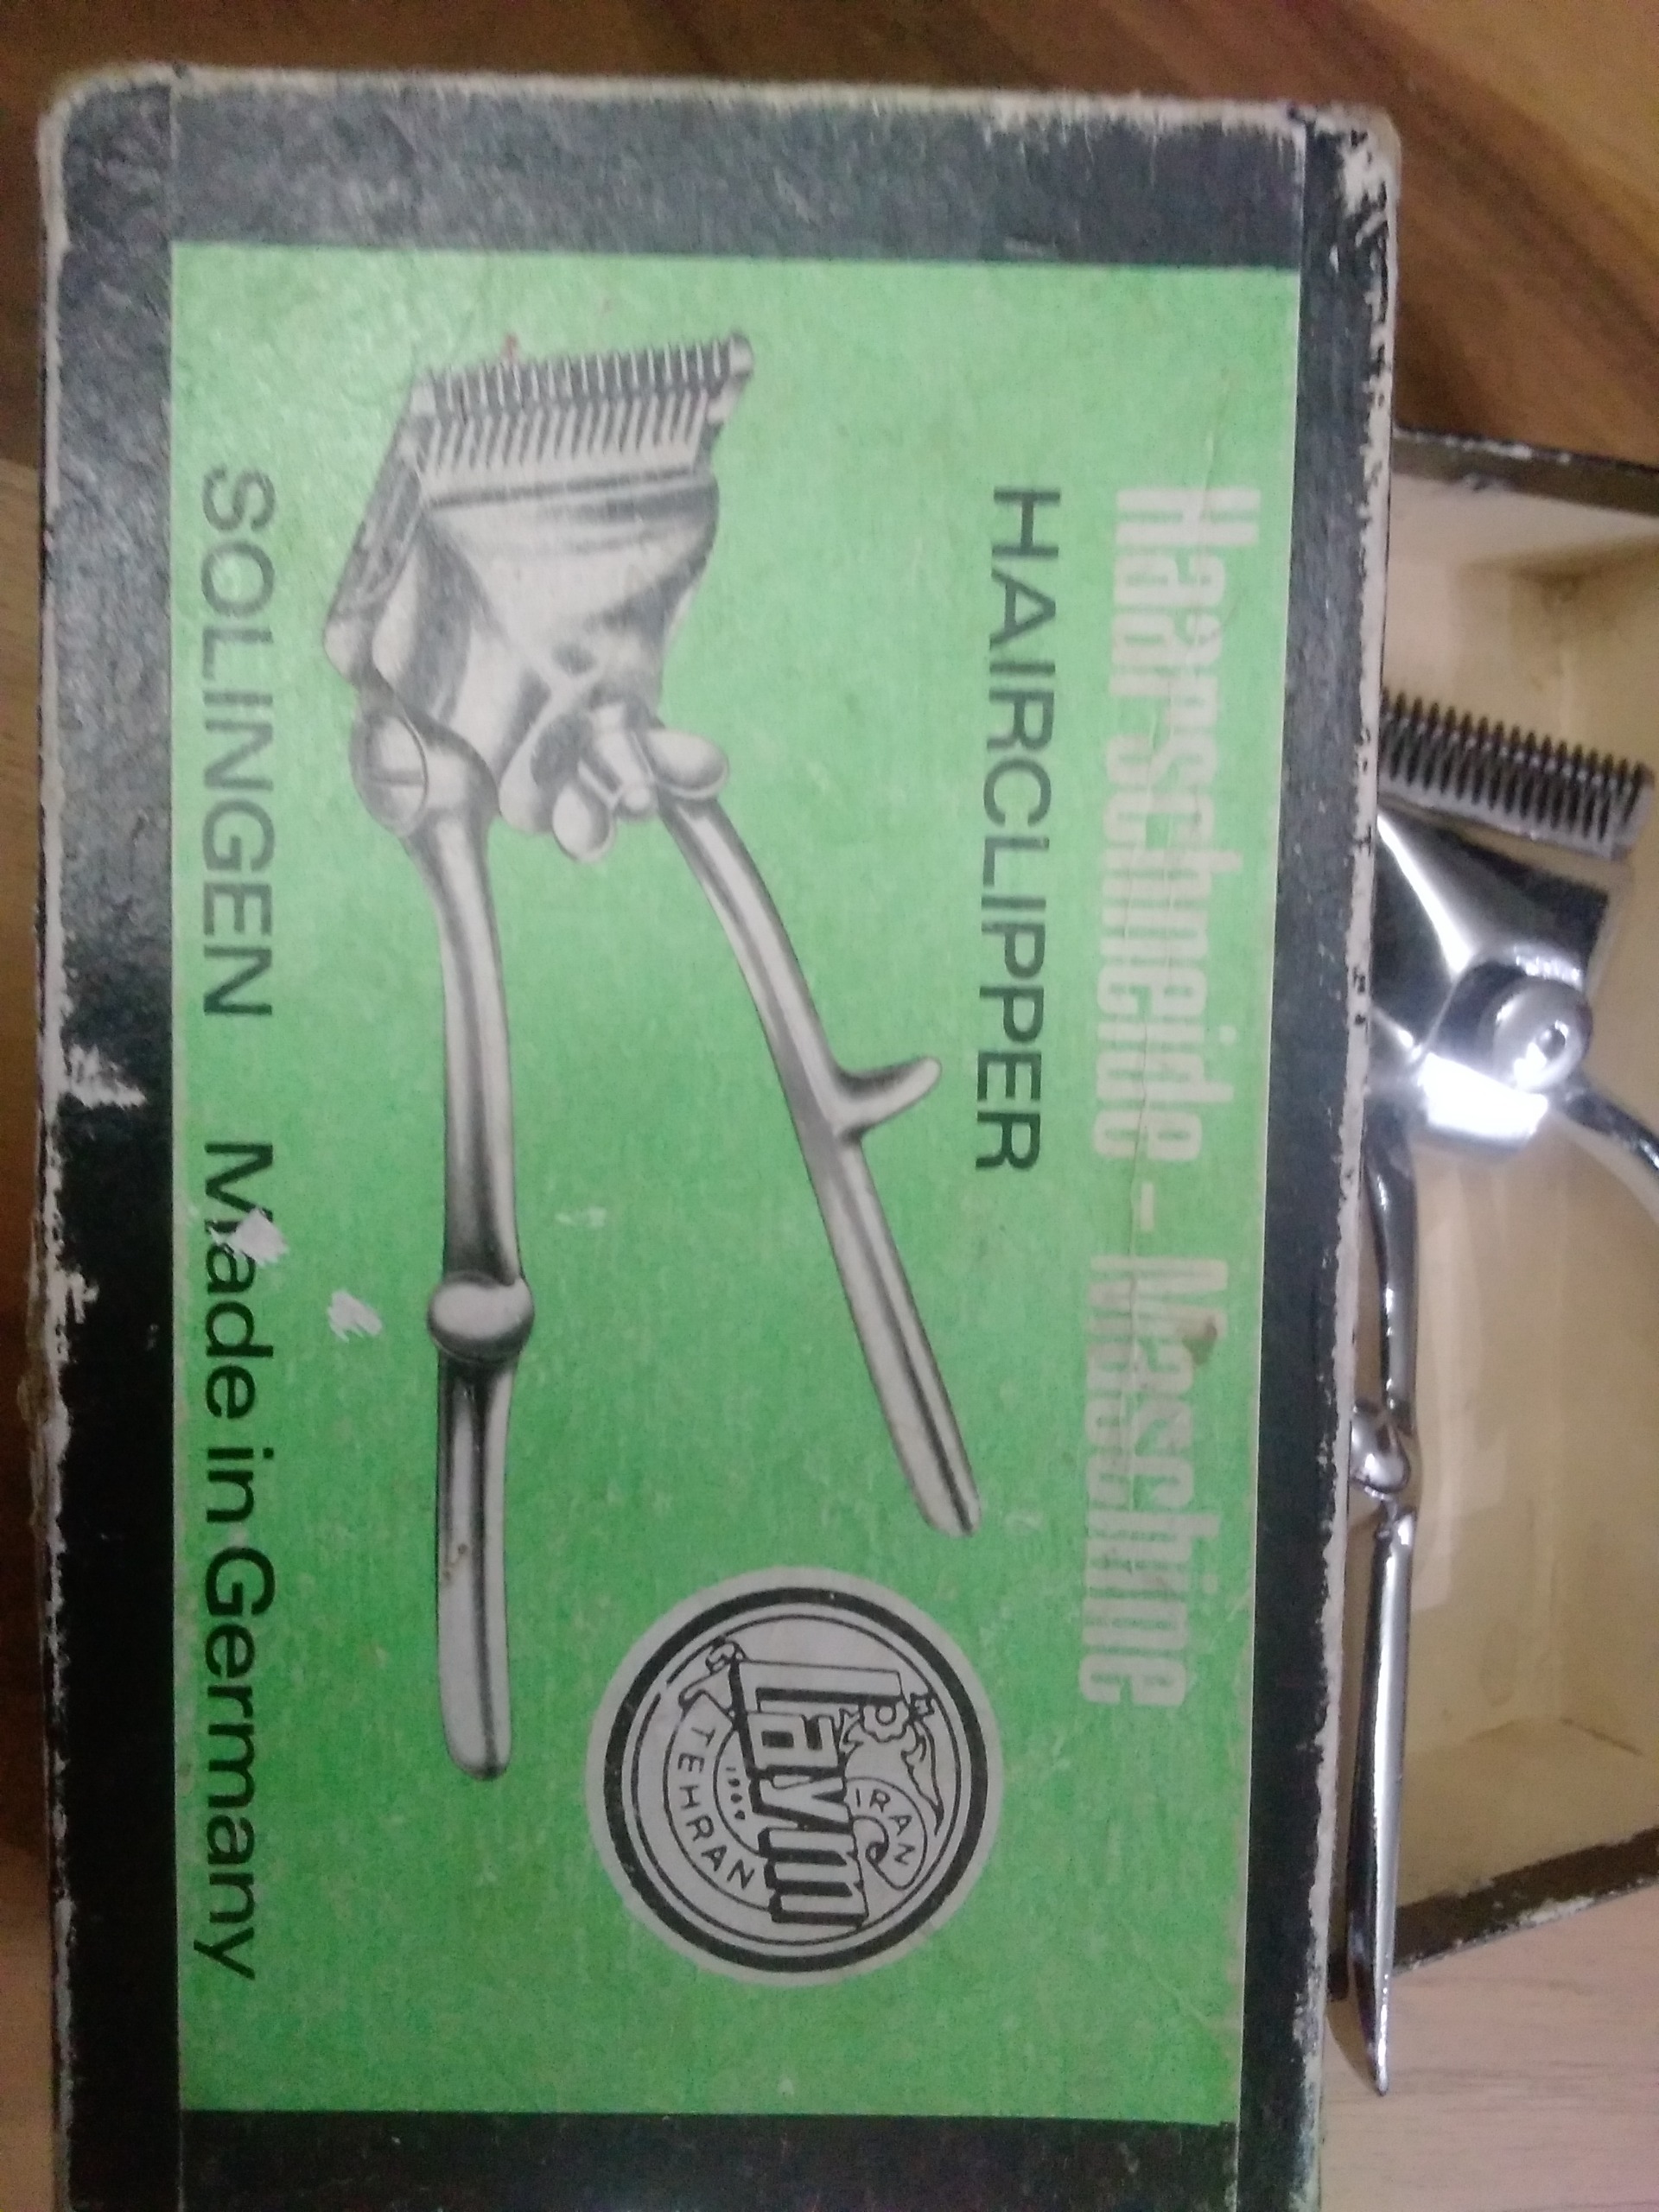 Haarschneide - Maschine
HAIRCLIPPER
IRAN
TEHRAN
SOLINGEN Made in Germany